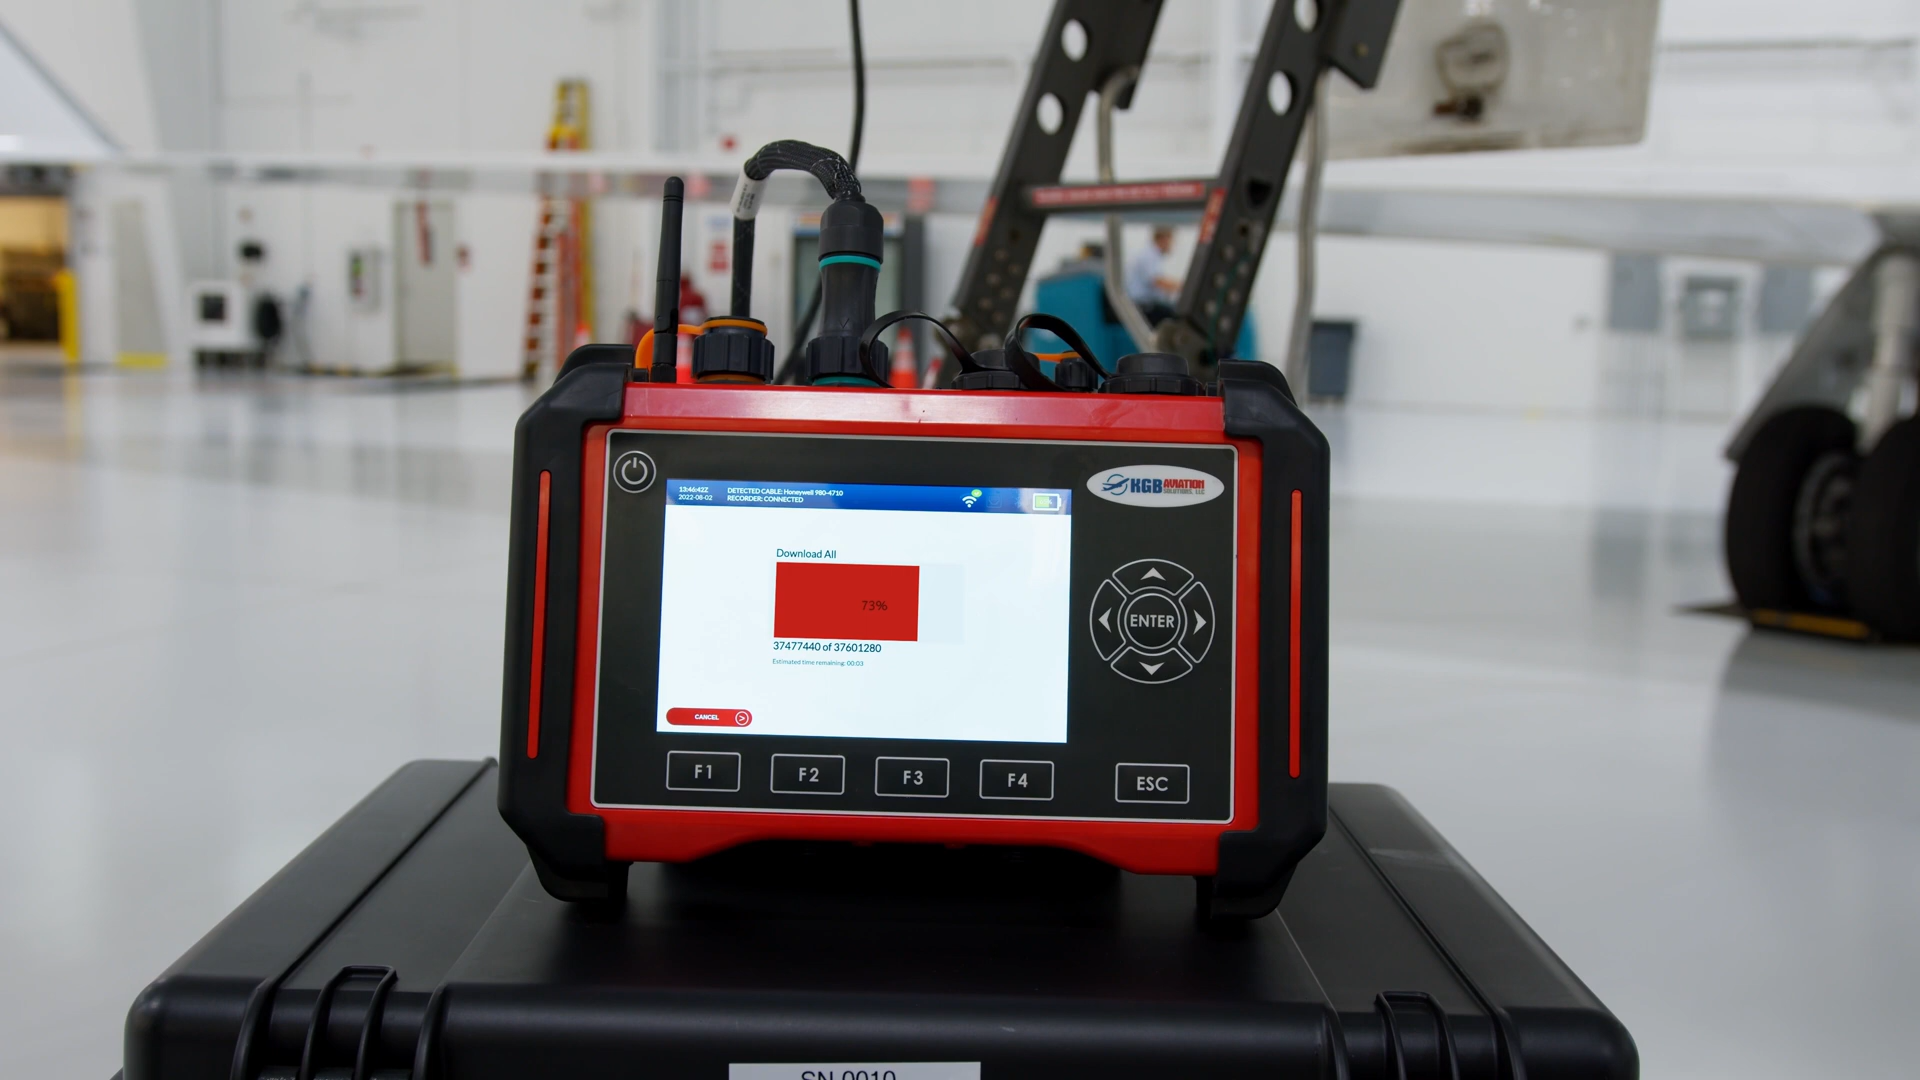 13:46:42Z
2022-08-02
DETECTED CABLE: Honeywell 980-4710
RECORDER: CONNECTED
KGB AVIATION
SOLUTIONS, LLC
Download All
73%
37477440 of 37601280
Estimated time remaining: 00:03
CANCEL
ENTER
F1
F2
F3
F4
ESC
SN 0010